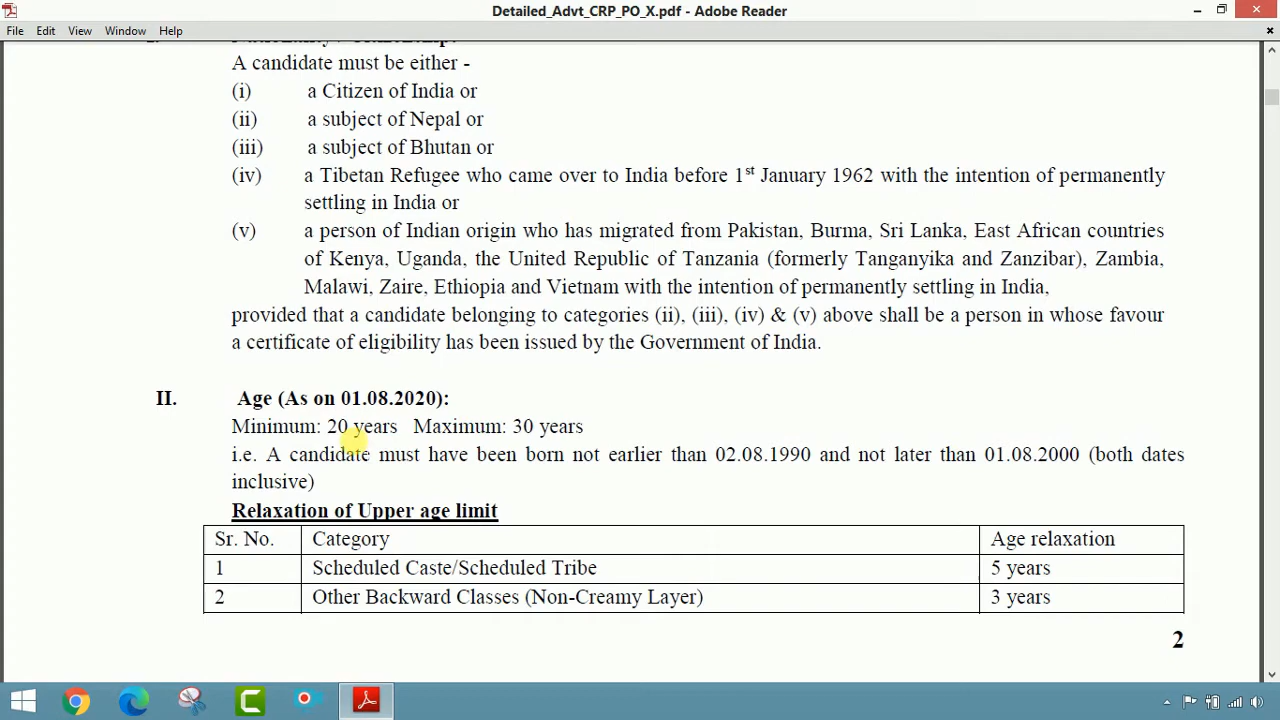 Detailed_Advt_CRP_PO_X.pdf - Adobe Reader
File Edit View Window Help
A candidate must be either -
(i) a Citizen of India or
(ii) a subject of Nepal or
(iii) a subject of Bhutan or
(iv) a Tibetan Refugee who came over to India before 1st January 1962 with the intention of permanently
settling in India or
(v) a person of Indian origin who has migrated from Pakistan, Burma, Sri Lanka, East African countries
of Kenya, Uganda, the United Republic of Tanzania (formerly Tanganyika and Zanzibar), Zambia,
Malawi, Zaire, Ethiopia and Vietnam with the intention of permanently settling in India,
provided that a candidate belonging to categories (ii), (iii), (iv) & (v) above shall be a person in whose favour
a certificate of eligibility has been issued by the Government of India.
II. Age (As on 01.08.2020):
Minimum: 20 years Maximum: 30 years
i.e. A candidate must have been born not earlier than 02.08.1990 and not later than 01.08.2000 (both dates
inclusive)
Relaxation of Upper age limit
Sr. No. Category Age relaxation
1 Scheduled Caste/Scheduled Tribe 5 years
2 Other Backward Classes (Non-Creamy Layer) 3 years
2